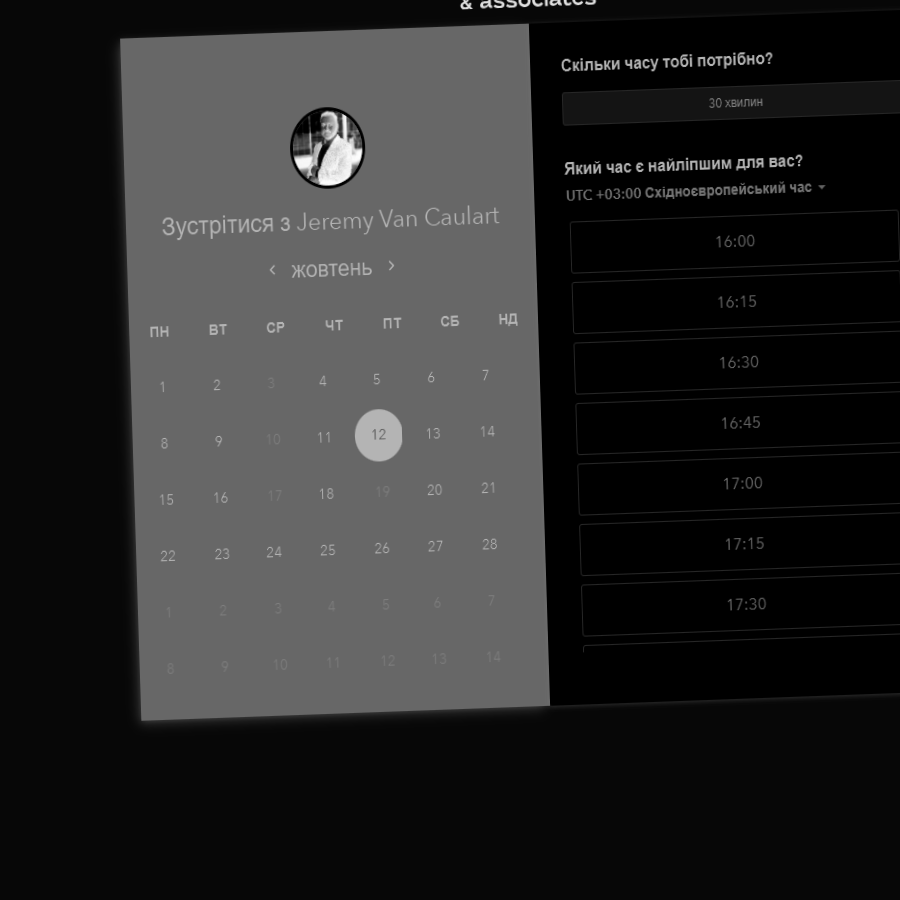 & associates
Зустрітися з Jeremy Van Caulart
‹ жовтень ›
ПН ВТ СР ЧТ ПТ СБ НД
1 2 3 4 5 6 7
8 9 10 11 12 13 14
15 16 17 18 19 20 21
22 23 24 25 26 27 28
1 2 3 4 5 6 7
8 9 10 11 12 13 14
Скільки часу тобі потрібно?
30 хвилин
Який час є найліпшим для вас?
UTC +03:00 Східноєвропейський час
16:00
16:15
16:30
16:45
17:00
17:15
17:30